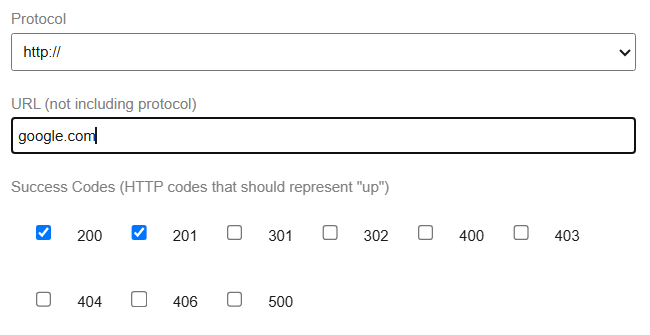 Protocol
http://
URL (not including protocol)
google.com
Success Codes (HTTP codes that should represent "up")
200 201 301 302 400 403
404 406 500